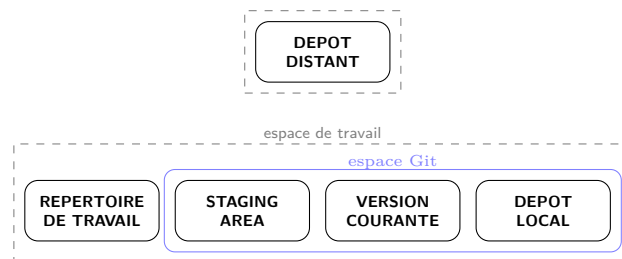 DEPOT
DISTANT
espace de travail
espace Git
REPERTOIRE
DE TRAVAIL
STAGING
AREA
VERSION
COURANTE
DEPOT
LOCAL